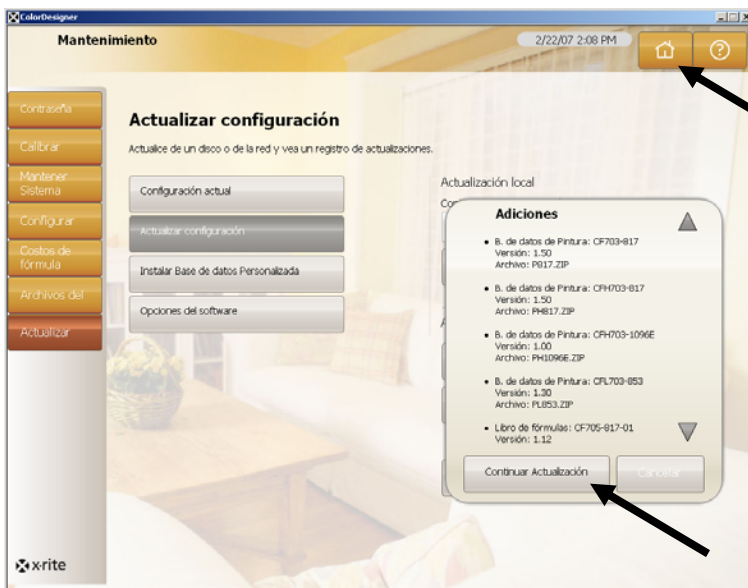 ColorDesigner
Mantenimiento
2/22/07 2:08 PM
?
Contraseña
Calibrar
Mantener
Sistema
Configurar
Costos de
fórmula
Archivos del
Actualizar
Actualizar configuración
Actualice de un disco o de la red y vea un registro de actualizaciones.
Configuración actual
Actualizar configuración
Instalar Base de datos Personalizada
Opciones del software
Actualización local
Adiciones
• B. de datos de Pintura: CF703-817
Versión: 1.50
Archivo: P817.ZIP
• B. de datos de Pintura: CFH703-817
Versión: 1.50
Archivo: PH817.ZIP
• B. de datos de Pintura: CFH703-1096E
Versión: 1.00
Archivo: PH1096E.ZIP
• B. de datos de Pintura: CFL703-853
Versión: 1.30
Archivo: PL853.ZIP
• Libro de fórmulas: CF705-817-01
Versión: 1.12
Continuar Actualización
Cancelar
x·rite